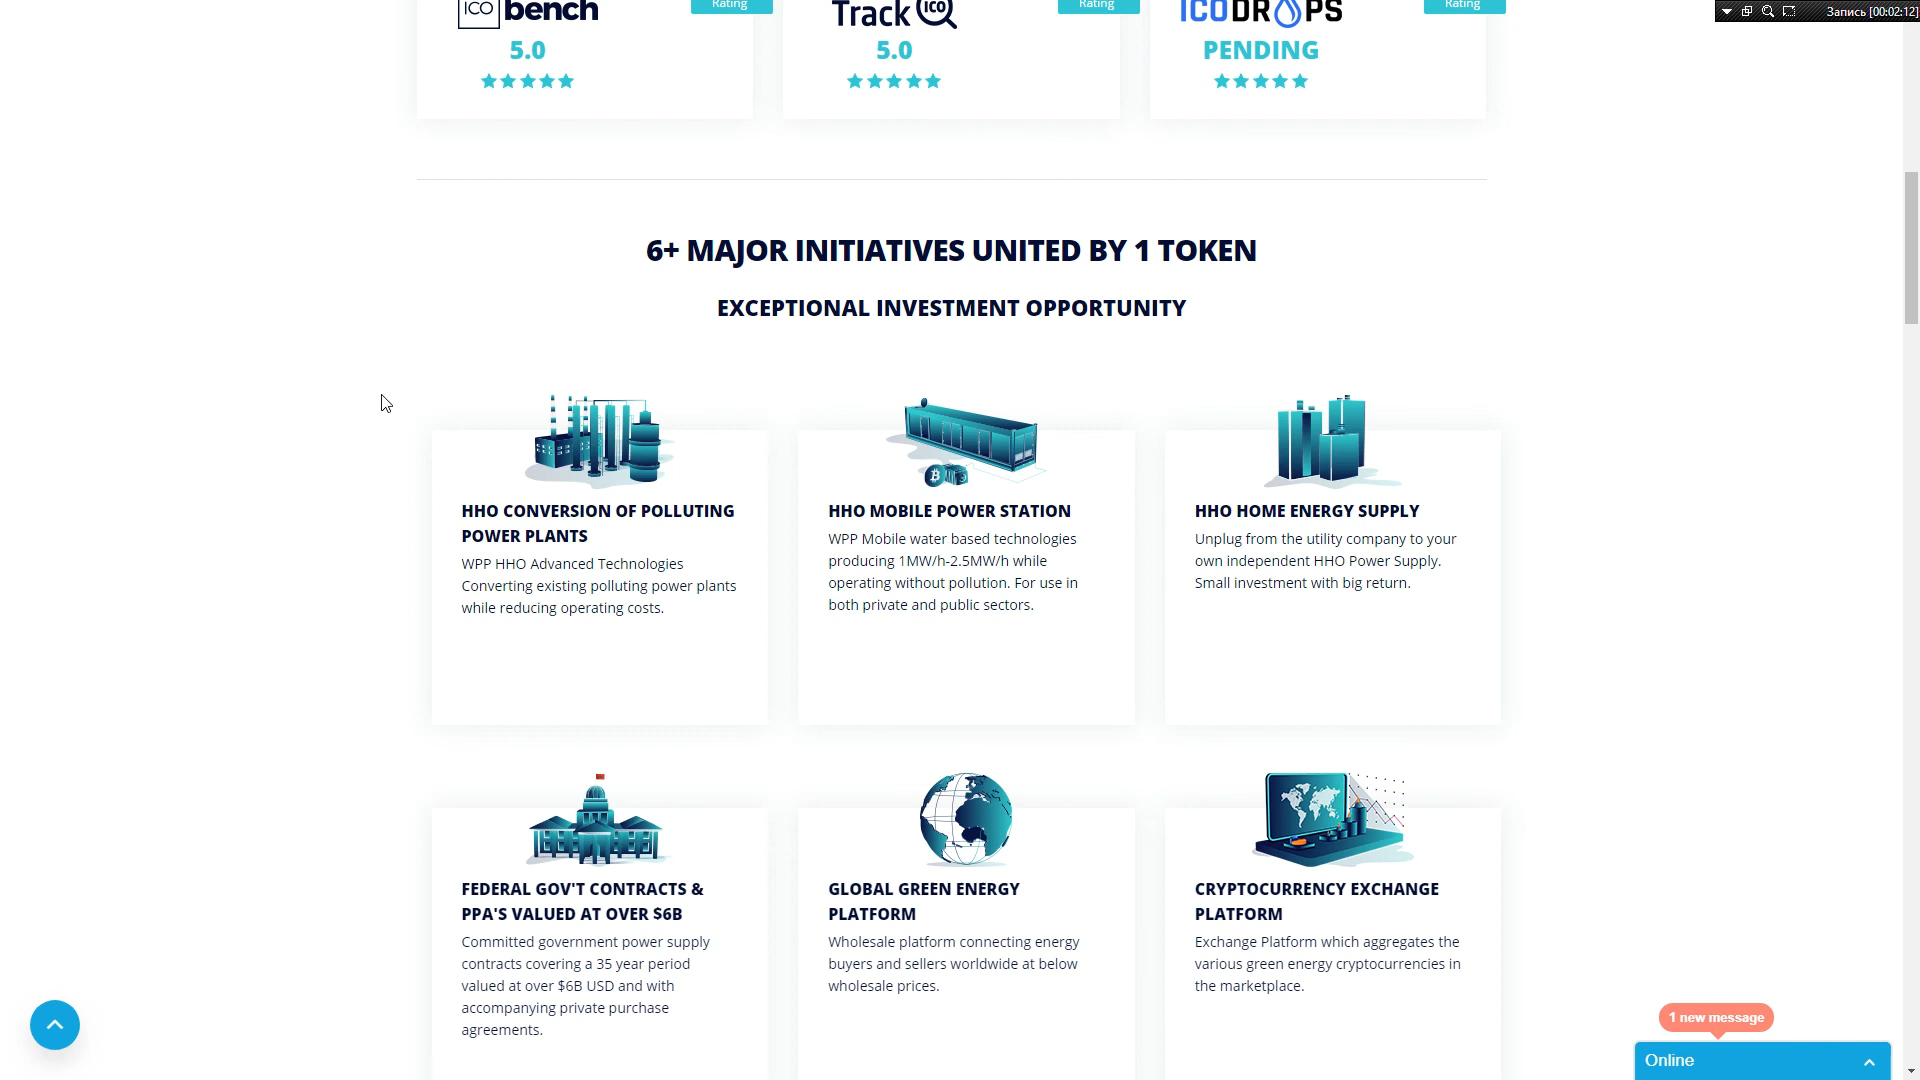 ICO bench
Rating
Track ICO
Rating
ICODROPS
Rating
Запись [00:02:12]
5.0
5.0
PENDING
6+ MAJOR INITIATIVES UNITED BY 1 TOKEN
EXCEPTIONAL INVESTMENT OPPORTUNITY
HHO CONVERSION OF POLLUTING
POWER PLANTS
WPP HHO Advanced Technologies
Converting existing polluting power plants
while reducing operating costs.
HHO MOBILE POWER STATION
WPP Mobile water based technologies
producing 1MW/h-2.5MW/h while
operating without pollution. For use in
both private and public sectors.
HHO HOME ENERGY SUPPLY
Unplug from the utility company to your
own independent HHO Power Supply.
Small investment with big return.
FEDERAL GOV'T CONTRACTS &
PPA'S VALUED AT OVER $6B
Committed government power supply
contracts covering a 35 year period
valued at over $6B USD and with
accompanying private purchase
agreements.
GLOBAL GREEN ENERGY
PLATFORM
Wholesale platform connecting energy
buyers and sellers worldwide at below
wholesale prices.
CRYPTOCURRENCY EXCHANGE
PLATFORM
Exchange Platform which aggregates the
various green energy cryptocurrencies in
the marketplace.
1 new message
Online